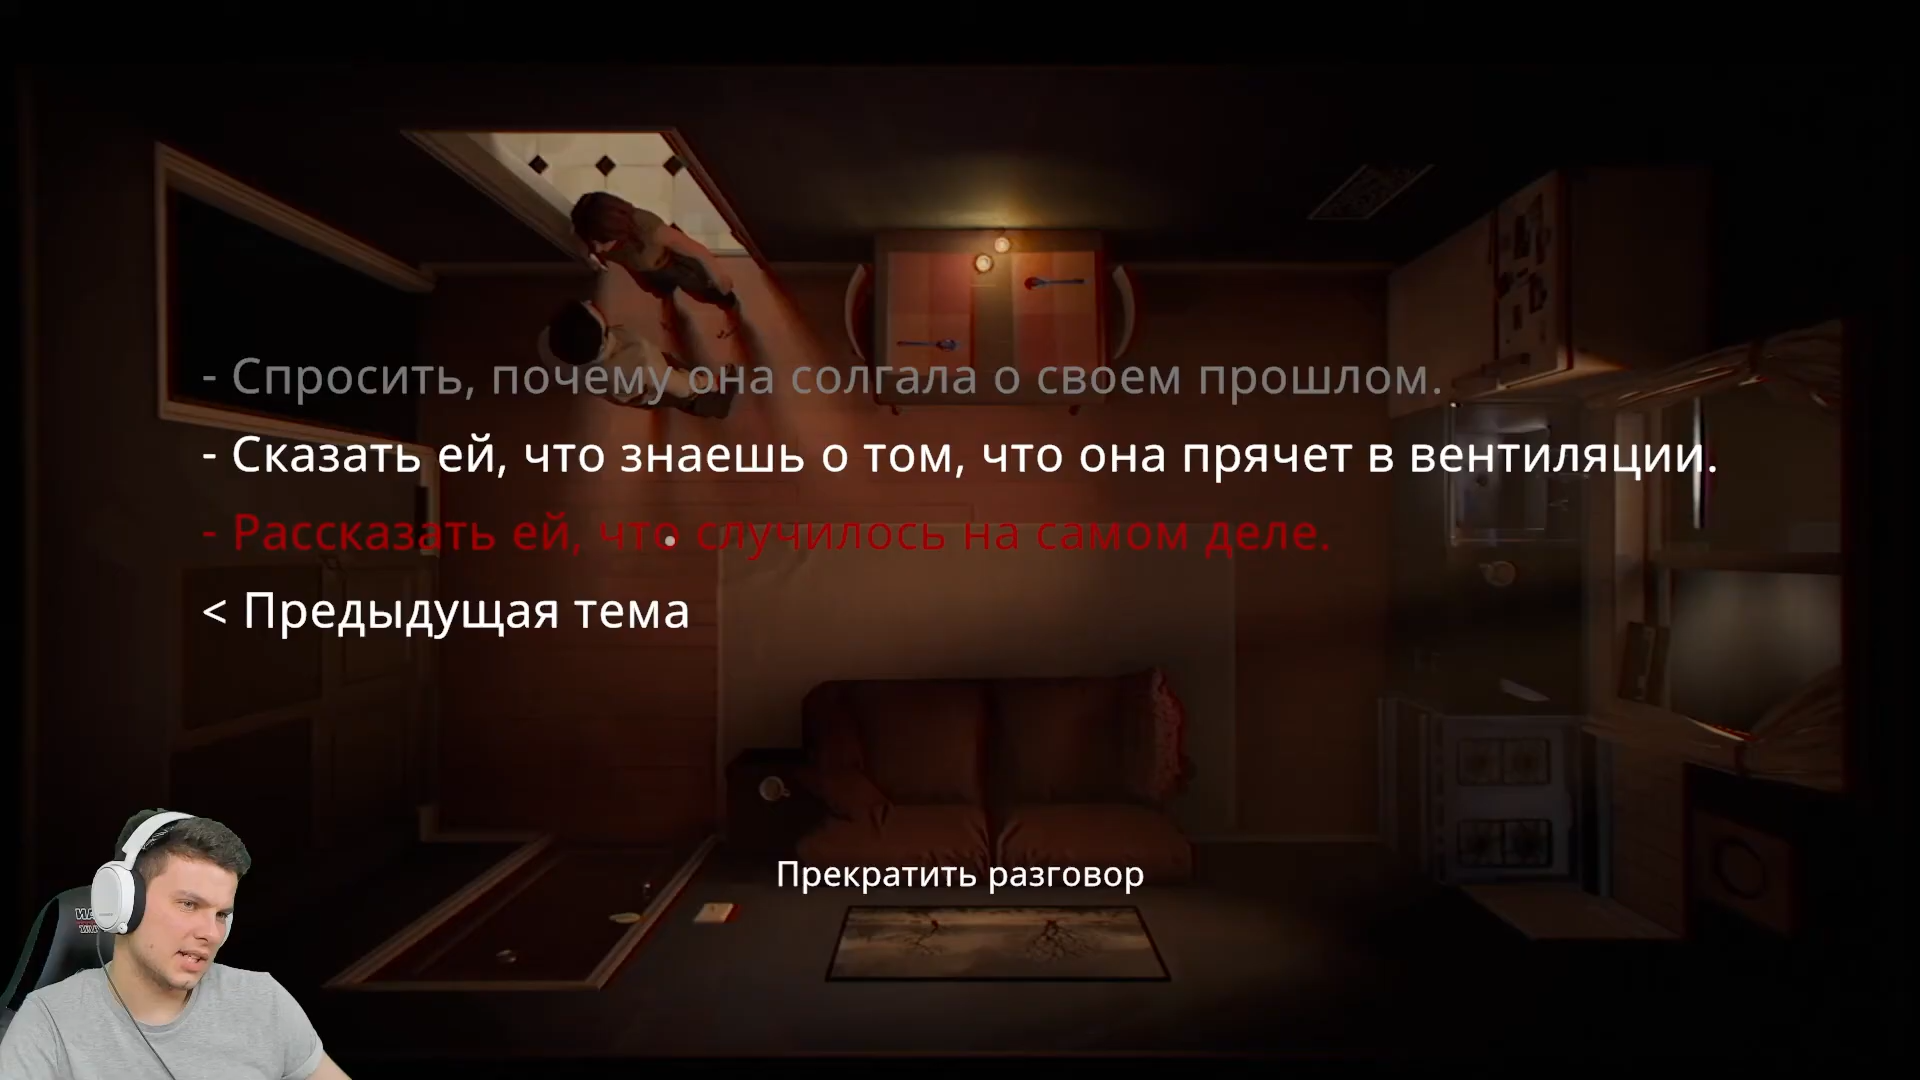 - Спросить, почему она солгала о своем прошлом.
- Сказать ей, что знаешь о том, что она прячет в вентиляции.
- Рассказать ей, что случилось на самом деле.
< Предыдущая тема
Прекратить разговор